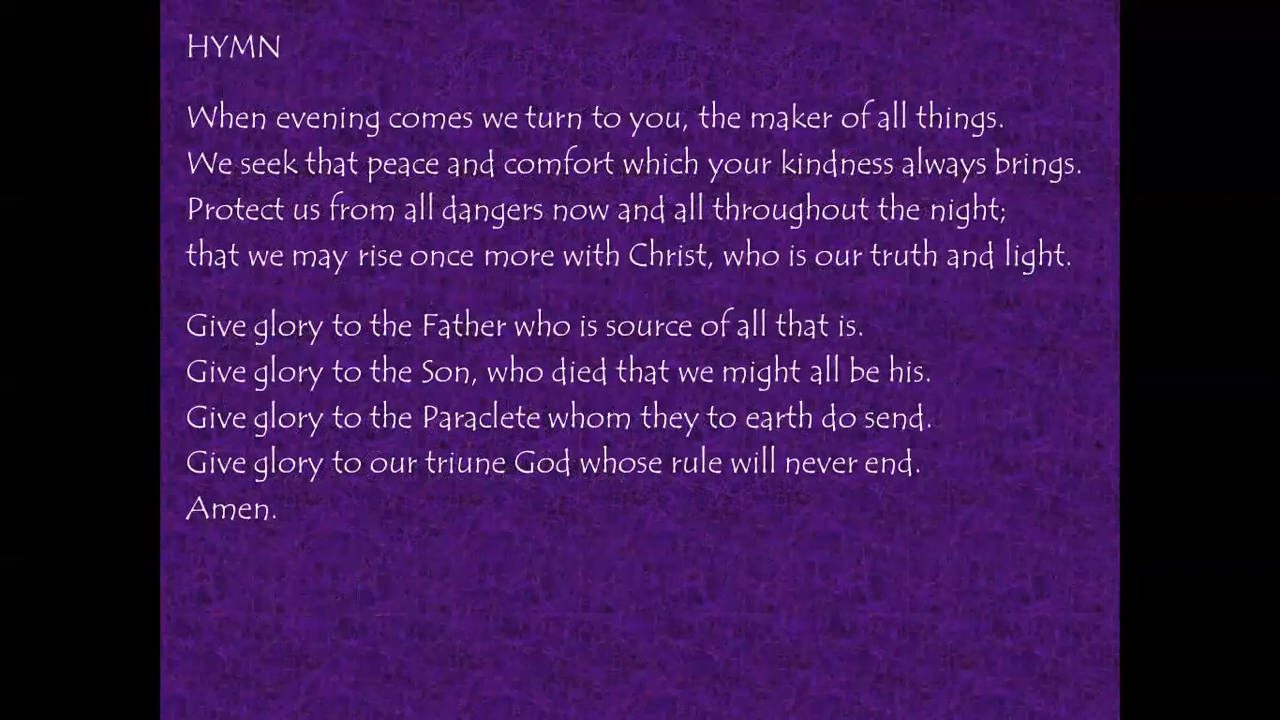 HYMN
When evening comes we turn to you, the maker of all things.
We seek that peace and comfort which your kindness always brings.
Protect us from all dangers now and all throughout the night;
that we may rise once more with Christ, who is our truth and light.
Give glory to the Father who is source of all that is.
Give glory to the Son, who died that we might all be his.
Give glory to the Paraclete whom they to earth do send.
Give glory to our triune God whose rule will never end.
Amen.